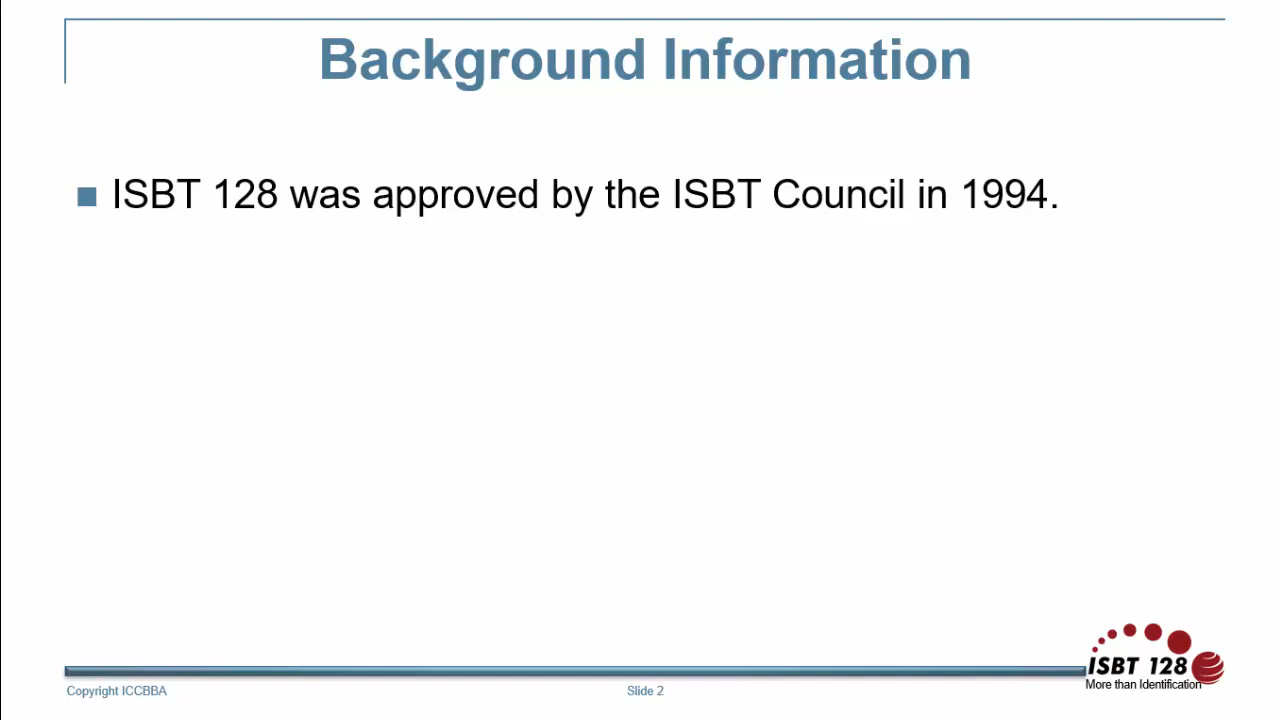 Background Information
ISBT 128 was approved by the ISBT Council in 1994.
ISBT 128
More than Identification
Copyright ICCBBA
Slide 2